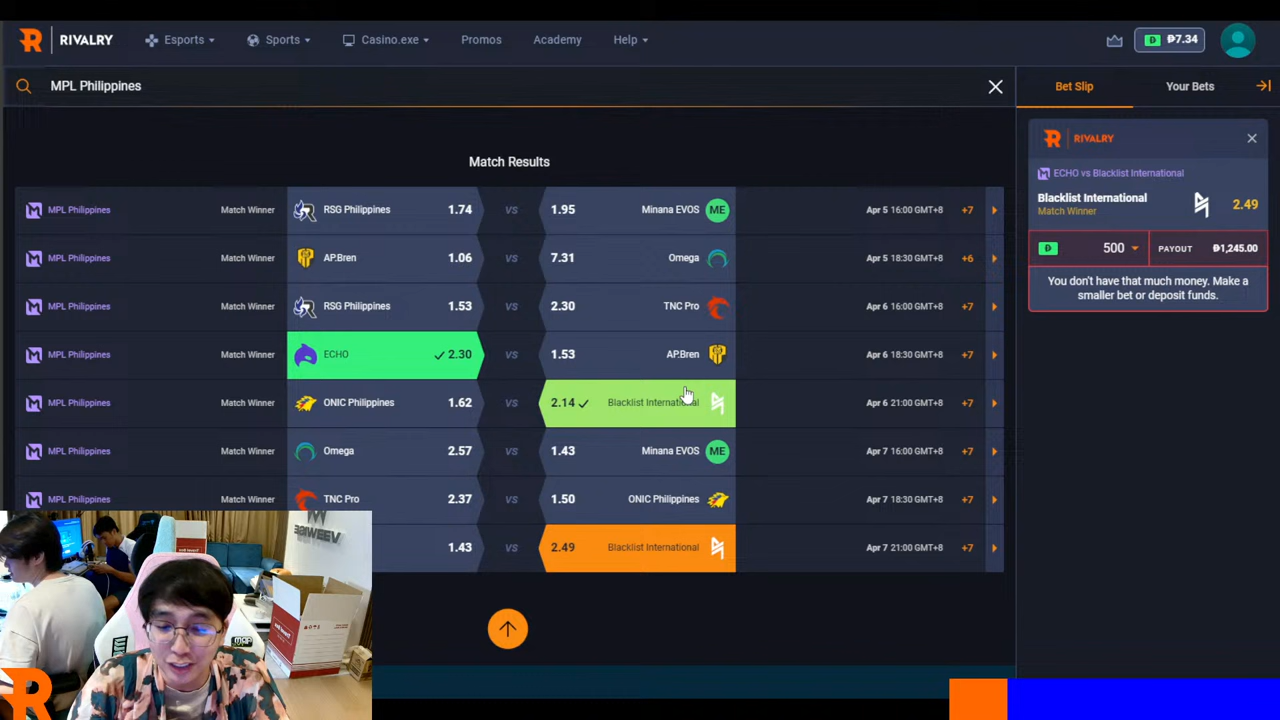 RIVALRY
Esports
Sports
Casino.exe
Promos
Academy
Help
₱7.34
MPL Philippines
Bet Slip
Your Bets
Match Results
MPL Philippines Match Winner RSG Philippines 1.74 VS 1.95 Minana EVOS ME Apr 5 16:00 GMT+8 +7
MPL Philippines Match Winner AP.Bren 1.06 VS 7.31 Omega Apr 5 18:30 GMT+8 +6
MPL Philippines Match Winner RSG Philippines 1.53 VS 2.30 TNC Pro Apr 6 16:00 GMT+8 +7
MPL Philippines Match Winner ECHO 2.30 VS 1.53 AP.Bren Apr 6 18:30 GMT+8 +7
MPL Philippines Match Winner ONIC Philippines 1.62 VS 2.14 Blacklist International Apr 6 21:00 GMT+8 +7
MPL Philippines Match Winner Omega 2.57 VS 1.43 Minana EVOS ME Apr 7 16:00 GMT+8 +7
MPL Philippines Match Winner TNC Pro 2.37 VS 1.50 ONIC Philippines Apr 7 18:30 GMT+8 +7
1.43 VS 2.49 Blacklist International Apr 7 21:00 GMT+8 +7
RIVALRY
ECHO vs Blacklist International
Blacklist International
Match Winner
2.49
500 PAYOUT ₱1,245.00
You don't have that much money. Make a
smaller bet or deposit funds.